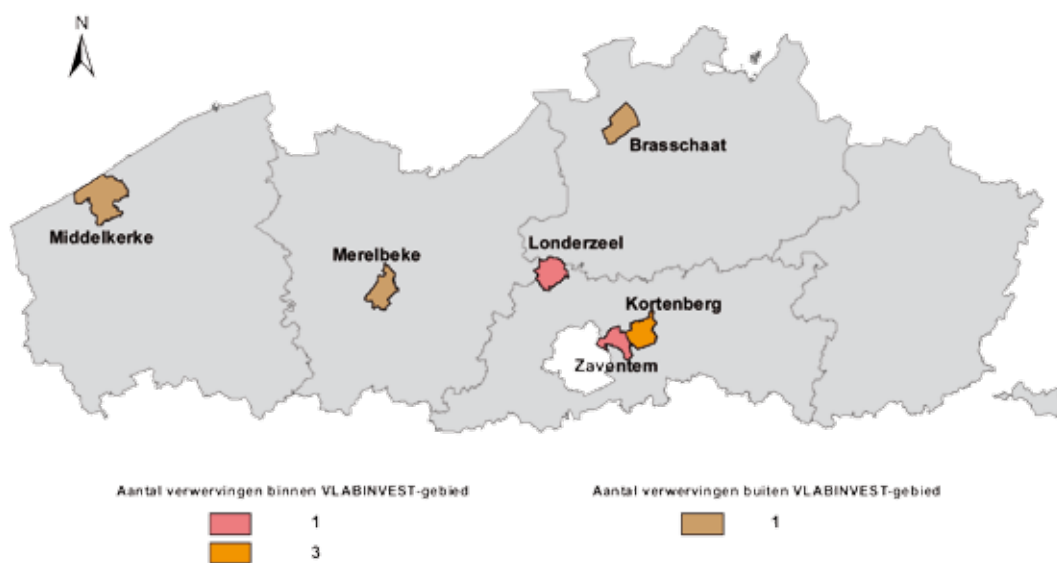 N
Brasschaat
Middelkerke
Merelbeke
Londerzeel
Kortenberg
Zaventem
Aantal verwervingen binnen VLABINVEST-gebied
1
3
Aantal verwervingen buiten VLABINVEST-gebied
1